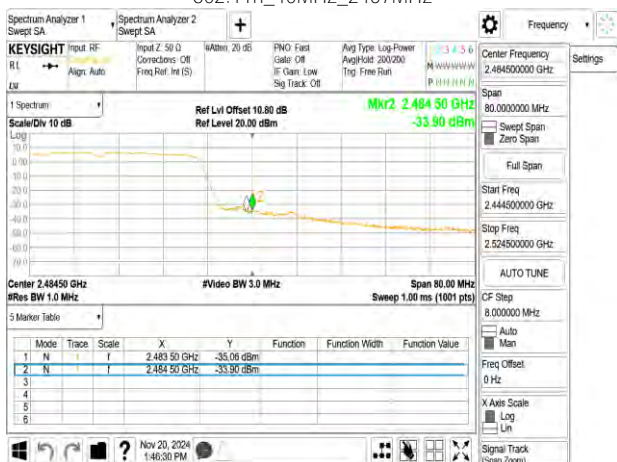 Spectrum Analyzer 1
Swept SA
Spectrum Analyzer 2
Swept SA
+
Frequency
Settings
KEYSIGHT
RL
Input: RF
Align: Auto
Input Z: 50 Ω
Corrections: Off
Freq Ref: Int (S)
#Atten: 20 dB
PNO: Fast
Gate: Off
IF Gain: Low
Sig Track: Off
Avg Type: Log-Power
Avg|Hold: 200/200
Trig: Free Run
3 4 5 6
M W W W W W
P N N N N N
1 Spectrum
Scale/Div 10 dB
Log
Ref Lvl Offset 10.80 dB
Ref Level 20.00 dBm
Mkr2 2.484 50 GHz
-33.90 dBm
2
Center 2.48450 GHz
#Res BW 1.0 MHz
#Video BW 3.0 MHz
Span 80.00 MHz
Sweep 1.00 ms (1001 pts)
5 Marker Table
Mode Trace Scale X Y Function Function Width Function Value
1 N 1 f 2.483 50 GHz -35.06 dBm
2 N 1 f 2.484 50 GHz -33.90 dBm
3
4
5
6
Center Frequency
2.484500000 GHz
Span
80.0000000 MHz
Swept Span
Zero Span
Full Span
Start Freq
2.444500000 GHz
Stop Freq
2.524500000 GHz
AUTO TUNE
CF Step
8.000000 MHz
Auto
Man
Freq Offset
0 Hz
X Axis Scale
Log
Lin
Signal Track
(Span Zoom)
?
Nov 20, 2024
1:46:30 PM